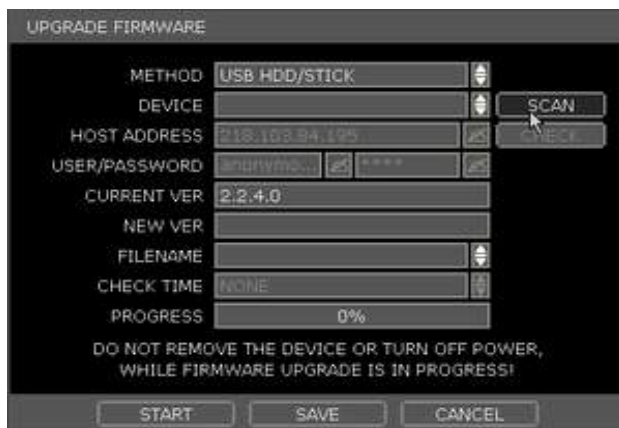 UPGRADE FIRMWARE
METHOD USB HDD/STICK
DEVICE SCAN
HOST ADDRESS 218.103.84.195 CHECK
USER/PASSWORD anonymo... ****
CURRENT VER 2.2.4.0
NEW VER
FILENAME
CHECK TIME NONE
PROGRESS 0%
DO NOT REMOVE THE DEVICE OR TURN OFF POWER,
WHILE FIRMWARE UPGRADE IS IN PROGRESS!
START SAVE CANCEL